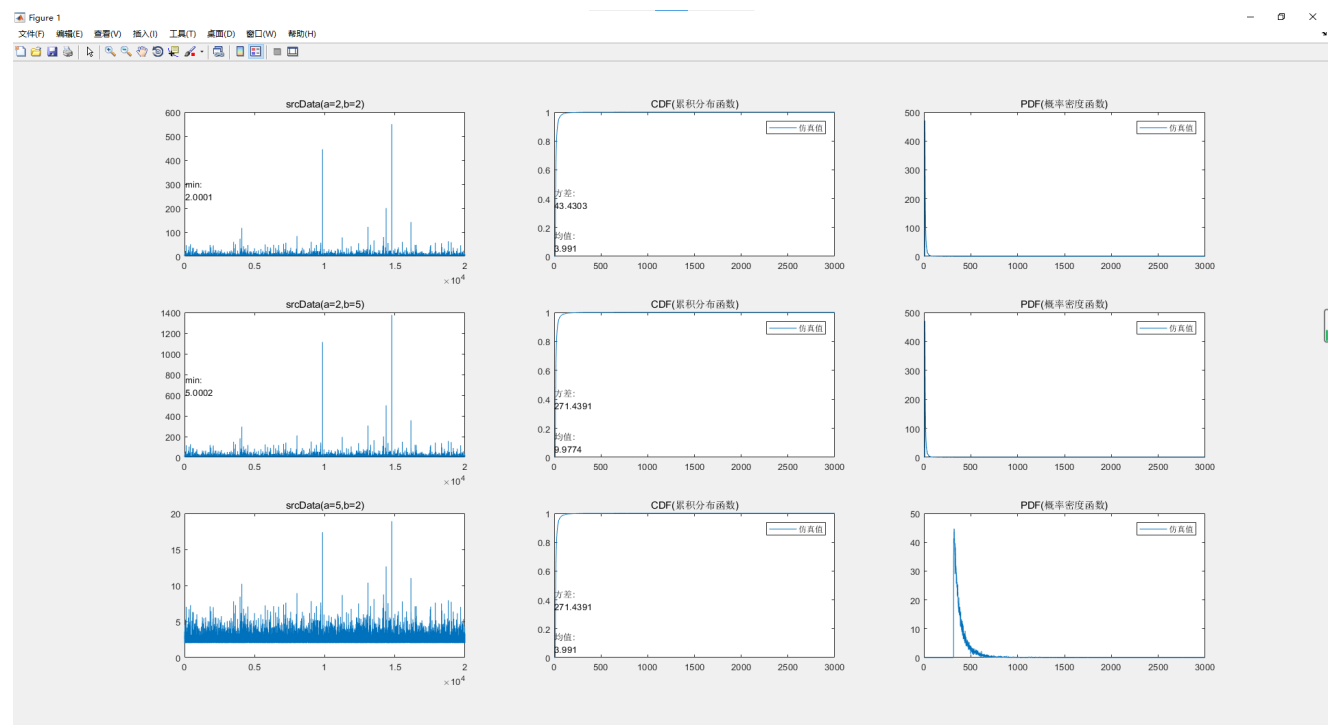 Figure 1
文件(F) 编辑(E) 查看(V) 插入(I) 工具(T) 桌面(D) 窗口(W) 帮助(H)
srcData(a=2,b=2)
600
500
400
300
200
100
0
min:
2.0001
0 0.5 1 1.5 2
×10^4
CDF(累积分布函数)
仿真值
1
0.8
0.6
0.4
0.2
0
方差:
43.4303
均值:
3.991
0 500 1000 1500 2000 2500 3000
PDF(概率密度函数)
仿真值
500
400
300
200
100
0
0 500 1000 1500 2000 2500 3000
srcData(a=2,b=5)
1400
1200
1000
800
600
400
200
0
min:
5.0002
0 0.5 1 1.5 2
×10^4
CDF(累积分布函数)
仿真值
1
0.8
0.6
0.4
0.2
0
方差:
271.4391
均值:
9.9774
0 500 1000 1500 2000 2500 3000
PDF(概率密度函数)
仿真值
500
400
300
200
100
0
0 500 1000 1500 2000 2500 3000
srcData(a=5,b=2)
20
15
10
5
0
0 0.5 1 1.5 2
×10^4
CDF(累积分布函数)
仿真值
1
0.8
0.6
0.4
0.2
0
方差:
271.4391
均值:
3.991
0 500 1000 1500 2000 2500 3000
PDF(概率密度函数)
仿真值
50
40
30
20
10
0
0 500 1000 1500 2000 2500 3000